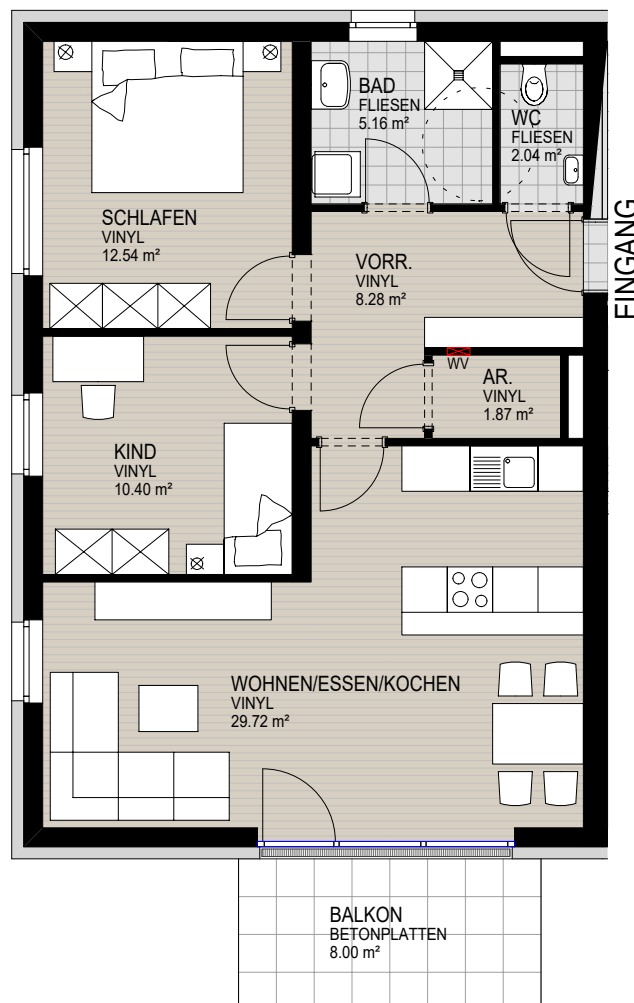 BAD
FLIESEN
5.16 m²
WC
FLIESEN
2.04 m²
SCHLAFEN
VINYL
12.54 m²
EINGANG
VORR.
VINYL
8.28 m²
WV
AR.
VINYL
1.87 m²
KIND
VINYL
10.40 m²
WOHNEN/ESSEN/KOCHEN
VINYL
29.72 m²
BALKON
BETONPLATTEN
8.00 m²